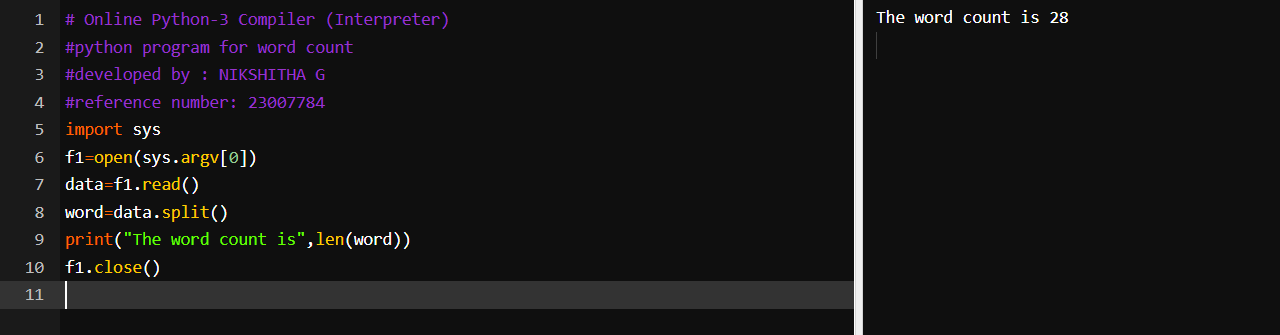 1 # Online Python-3 Compiler (Interpreter)
2 #python program for word count
3 #developed by : NIKSHITHA G
4 #reference number: 23007784
5 import sys
6 f1=open(sys.argv[0])
7 data=f1.read()
8 word=data.split()
9 print("The word count is",len(word))
10 f1.close()
11
The word count is 28